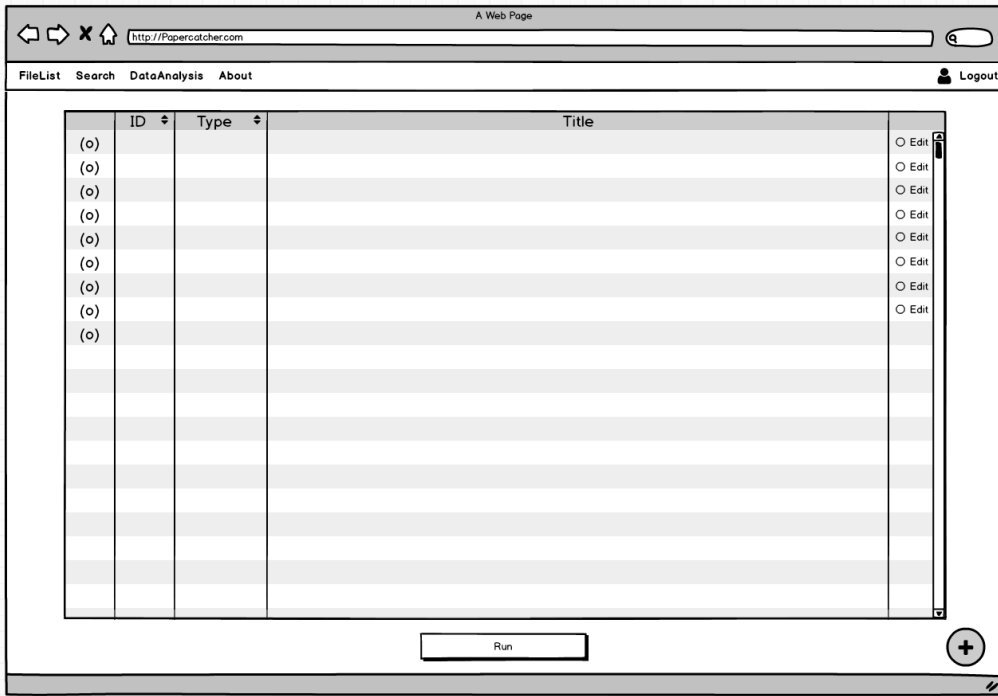 A Web Page
http://Papercatcher.com
FileList Search DataAnalysis About Logout
ID Type Title
(o) Edit
(o) Edit
(o) Edit
(o) Edit
(o) Edit
(o) Edit
(o) Edit
(o) Edit
(o)
Run